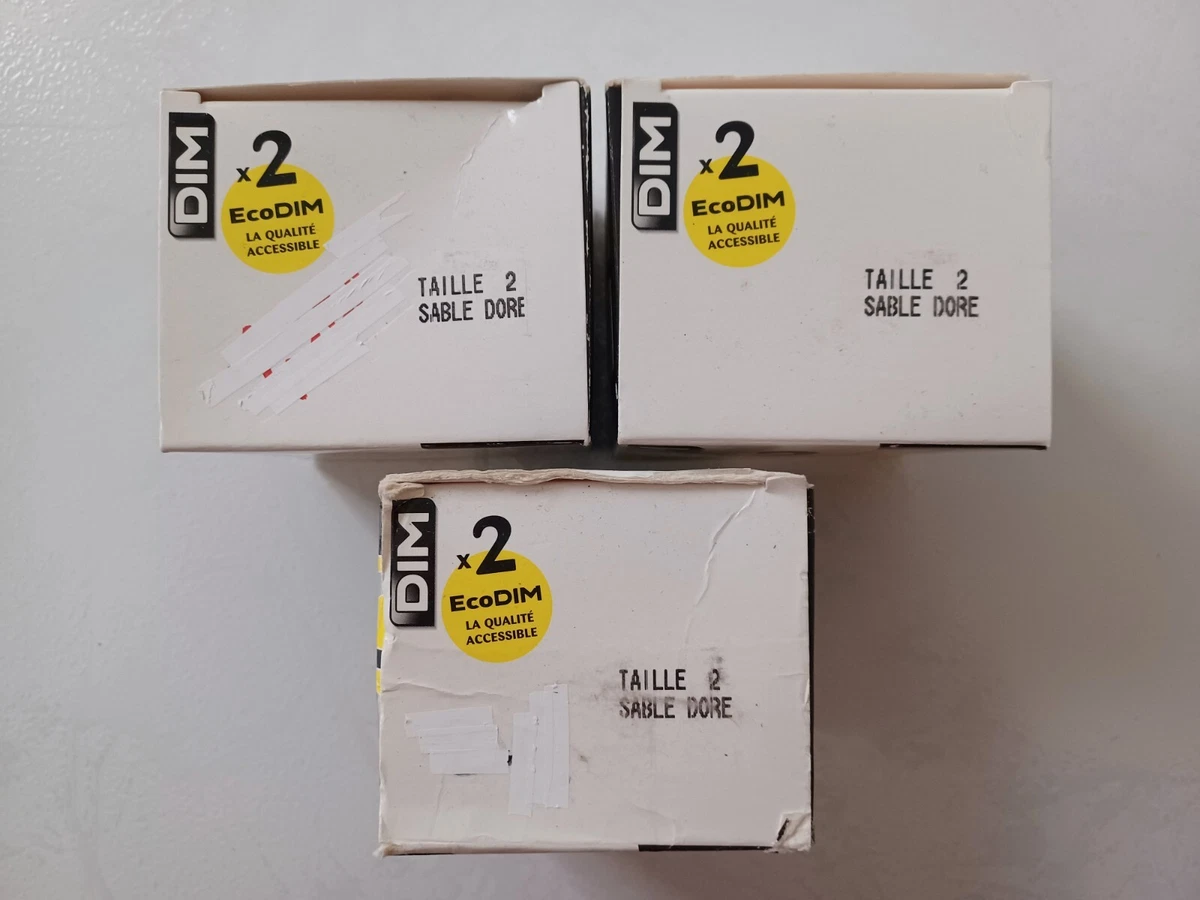 DIM
x2
EcoDIM
LA QUALITÉ
ACCESSIBLE
TAILLE 2
SABLE DORE
DIM
x2
EcoDIM
LA QUALITÉ
ACCESSIBLE
TAILLE 2
SABLE DORE
DIM
x2
EcoDIM
LA QUALITÉ
ACCESSIBLE
TAILLE 2
SABLE DORE